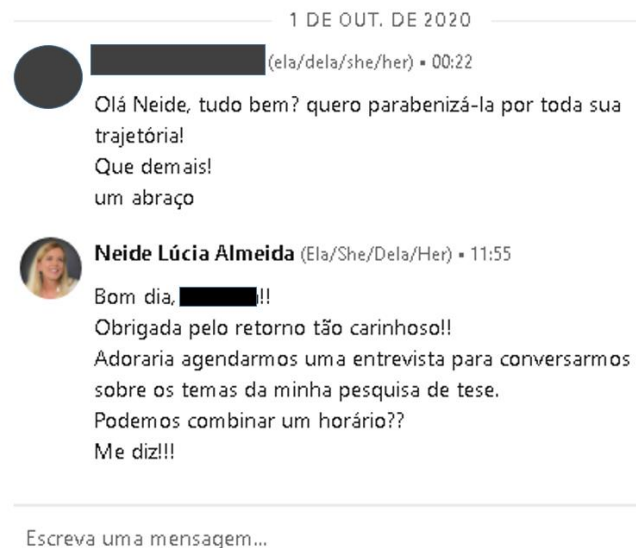 1 DE OUT. DE 2020
(ela/dela/she/her) • 00:22
Olá Neide, tudo bem? quero parabenizá-la por toda sua
trajetória!
Que demais!
um abraço
Neide Lúcia Almeida (Ela/She/Dela/Her) • 11:55
Bom dia, !!
Obrigada pelo retorno tão carinhoso!!
Adoraria agendarmos uma entrevista para conversarmos
sobre os temas da minha pesquisa de tese.
Podemos combinar um horário??
Me diz!!!
Escreva uma mensagem...